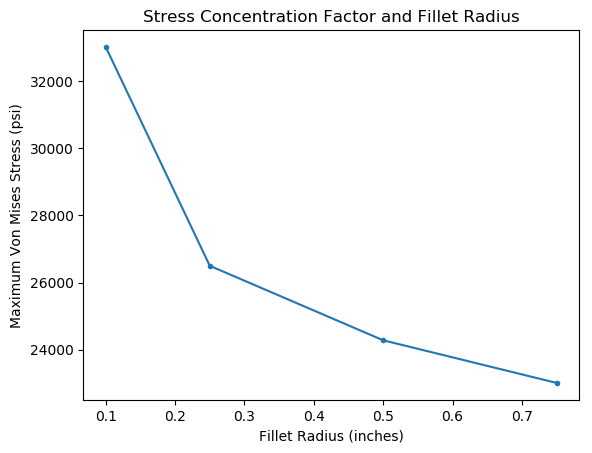 Stress Concentration Factor and Fillet Radius
32000
30000
28000
26000
24000
Maximum Von Mises Stress (psi)
0.1 0.2 0.3 0.4 0.5 0.6 0.7
Fillet Radius (inches)